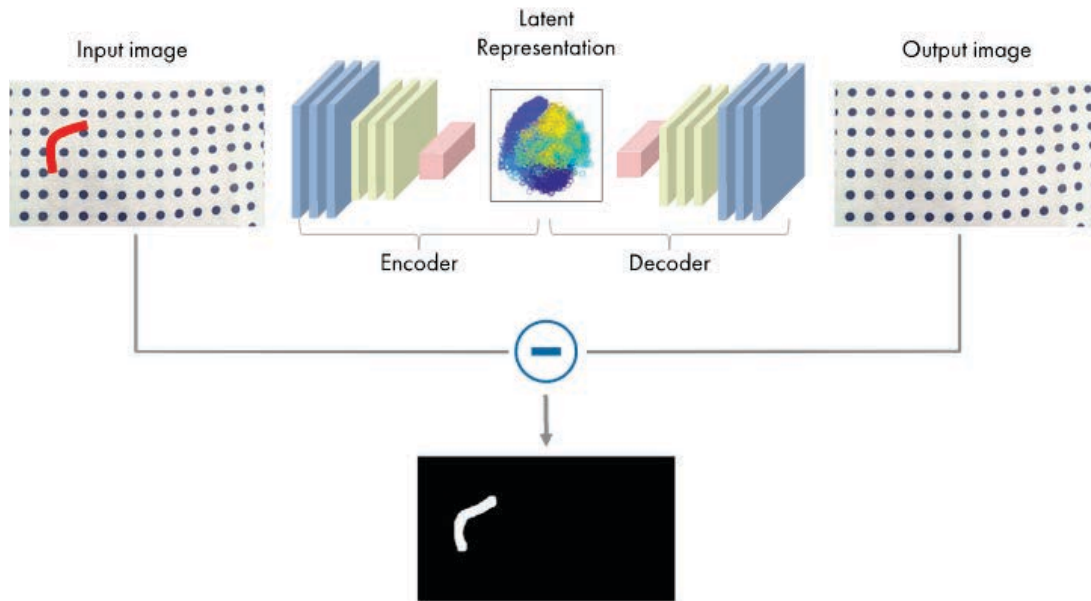 Input image
Latent
Representation
Output image
Encoder
Decoder